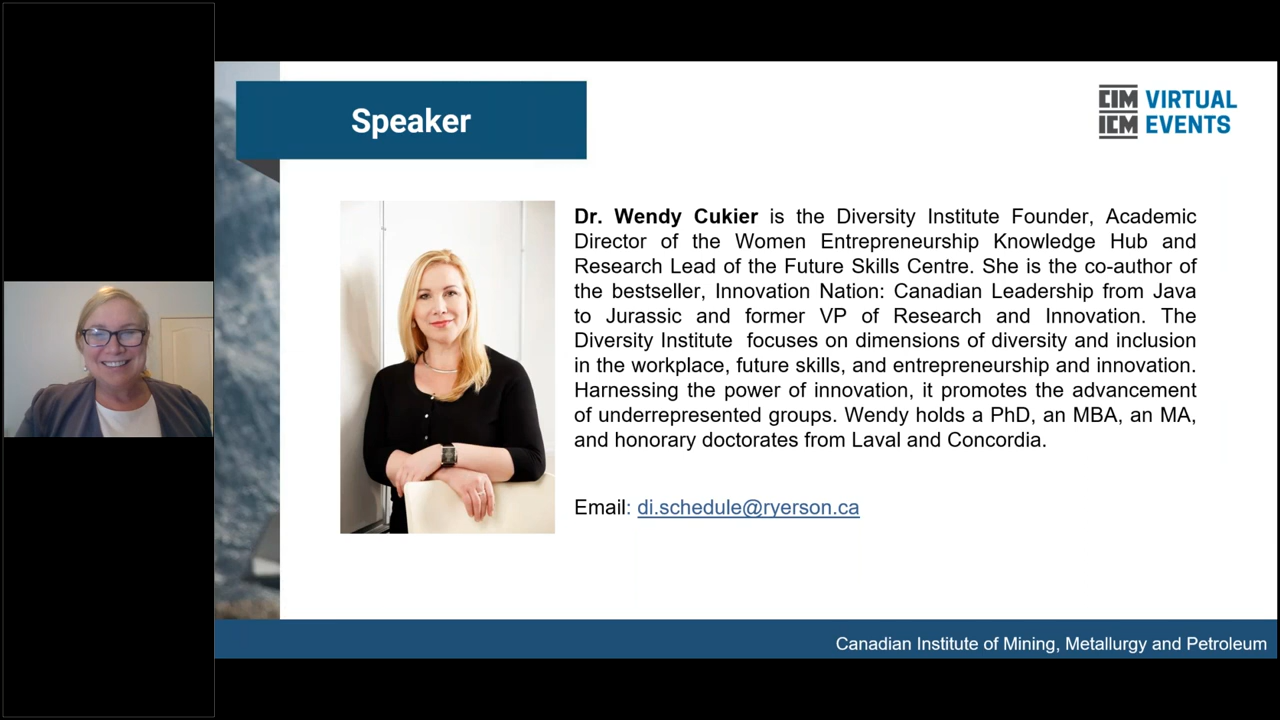 Speaker
CIM VIRTUAL
ICM EVENTS
Dr. Wendy Cukier is the Diversity Institute Founder, Academic
Director of the Women Entrepreneurship Knowledge Hub and
Research Lead of the Future Skills Centre. She is the co-author of
the bestseller, Innovation Nation: Canadian Leadership from Java
to Jurassic and former VP of Research and Innovation. The
Diversity Institute focuses on dimensions of diversity and inclusion
in the workplace, future skills, and entrepreneurship and innovation.
Harnessing the power of innovation, it promotes the advancement
of underrepresented groups. Wendy holds a PhD, an MBA, an MA,
and honorary doctorates from Laval and Concordia.
Email: di.schedule@ryerson.ca
Canadian Institute of Mining, Metallurgy and Petroleum